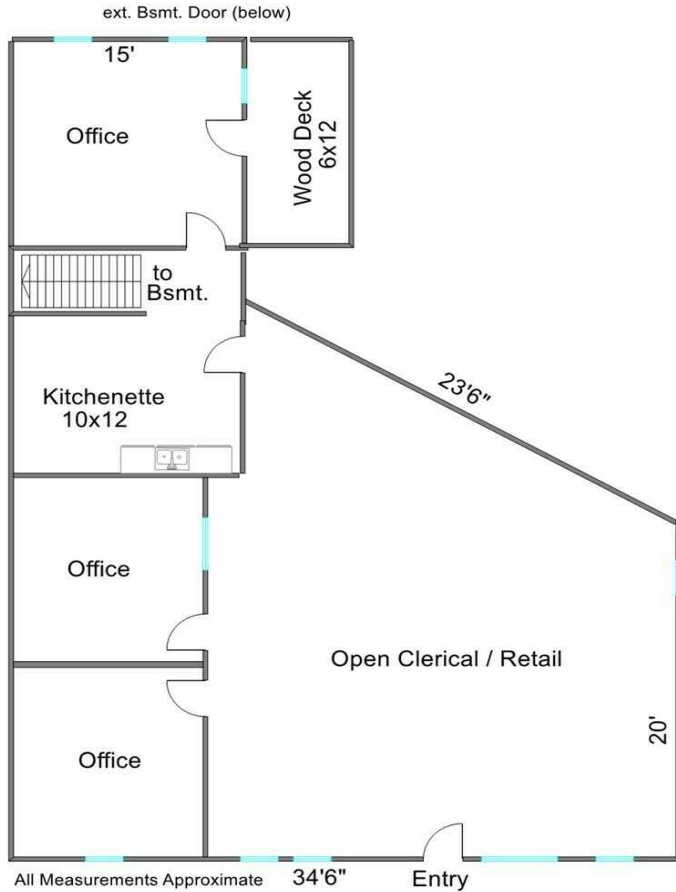 ext. Bsmt. Door (below)
15'
Office
Wood Deck
6x12
to
Bsmt.
23'6"
Kitchenette
10x12
Office
Open Clerical / Retail
20'
Office
All Measurements Approximate
34'6"
Entry